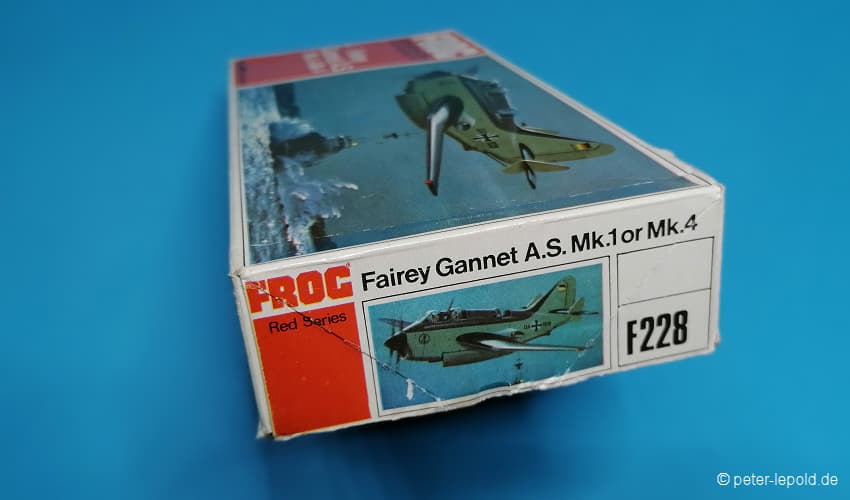 FROG
Red Series
Fairey Gannet A.S. Mk.1 or Mk.4
F228
© peter-lepold.de